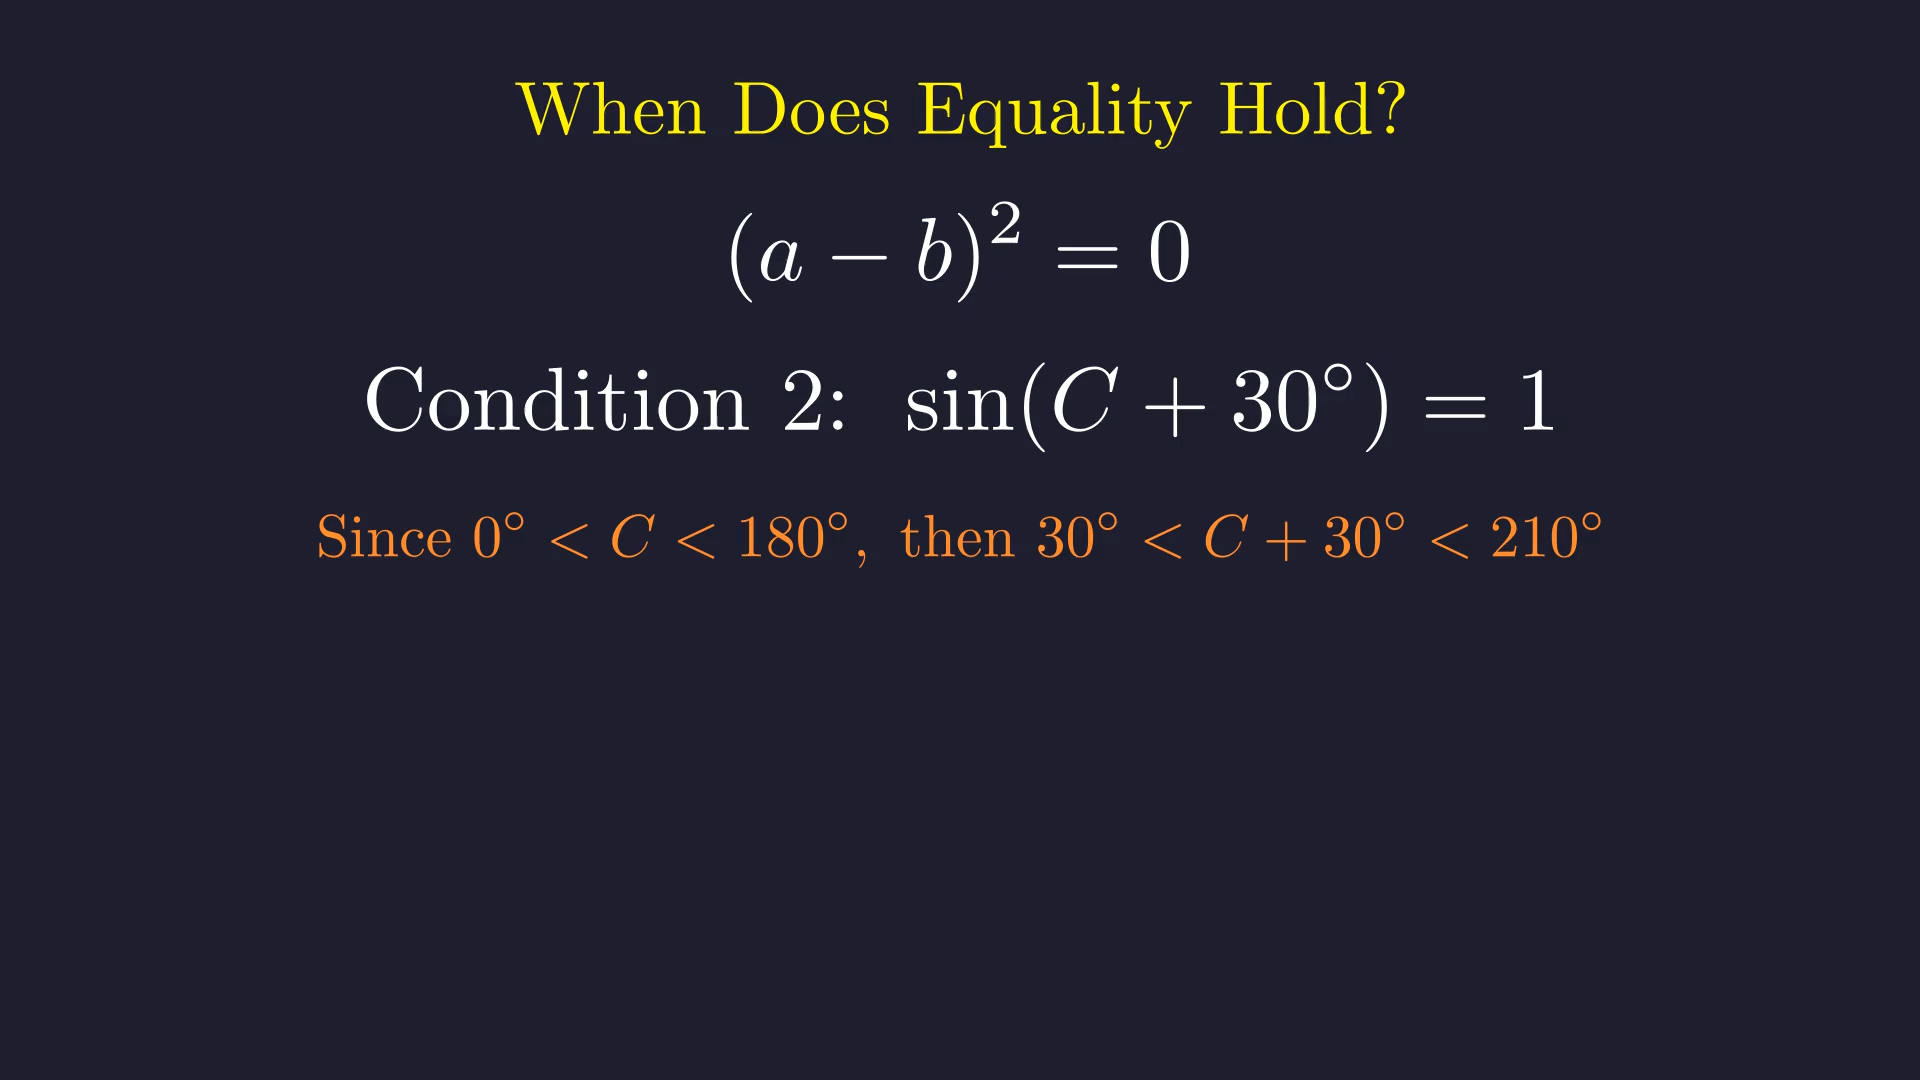 When Does Equality Hold?
(a − b)² = 0
Condition 2: sin(C + 30°) = 1
Since 0° < C < 180°, then 30° < C + 30° < 210°